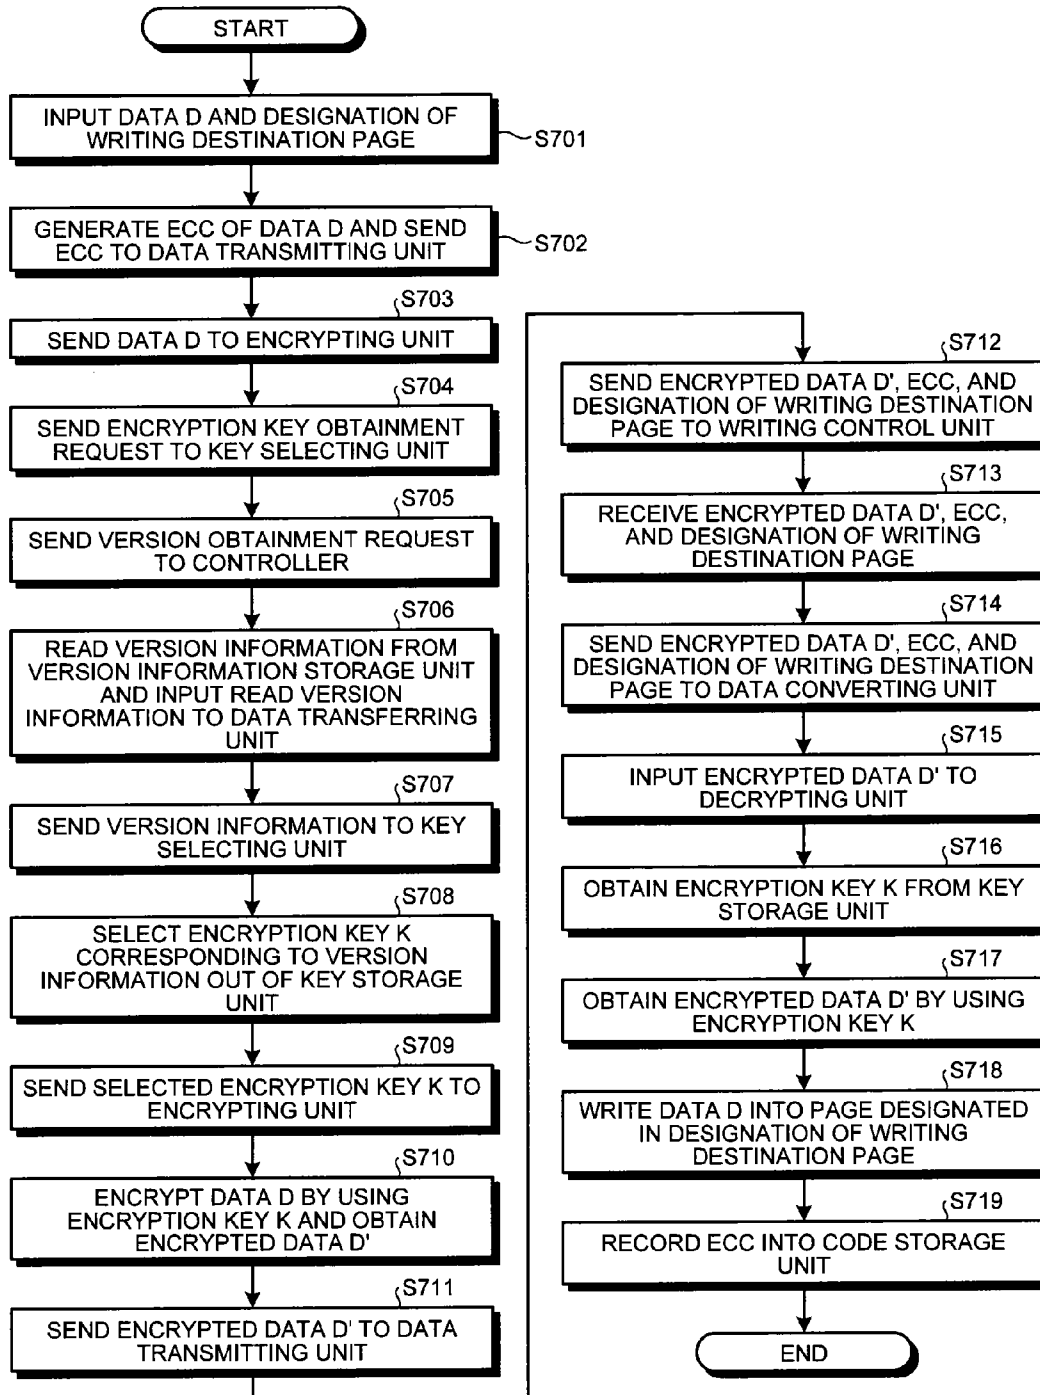 START
INPUT DATA D AND DESIGNATION OF
WRITING DESTINATION PAGE
S701
GENERATE ECC OF DATA D AND SEND
ECC TO DATA TRANSMITTING UNIT
S702
S703
SEND DATA D TO ENCRYPTING UNIT
S704
SEND ENCRYPTION KEY OBTAINMENT
REQUEST TO KEY SELECTING UNIT
S705
SEND VERSION OBTAINMENT REQUEST
TO CONTROLLER
S706
READ VERSION INFORMATION FROM
VERSION INFORMATION STORAGE UNIT
AND INPUT READ VERSION
INFORMATION TO DATA TRANSFERRING
UNIT
S707
SEND VERSION INFORMATION TO KEY
SELECTING UNIT
S708
SELECT ENCRYPTION KEY K
CORRESPONDING TO VERSION
INFORMATION OUT OF KEY STORAGE
UNIT
S709
SEND SELECTED ENCRYPTION KEY K TO
ENCRYPTING UNIT
S710
ENCRYPT DATA D BY USING
ENCRYPTION KEY K AND OBTAIN
ENCRYPTED DATA D'
S711
SEND ENCRYPTED DATA D' TO DATA
TRANSMITTING UNIT
S712
SEND ENCRYPTED DATA D', ECC, AND
DESIGNATION OF WRITING DESTINATION
PAGE TO WRITING CONTROL UNIT
S713
RECEIVE ENCRYPTED DATA D', ECC,
AND DESIGNATION OF WRITING
DESTINATION PAGE
S714
SEND ENCRYPTED DATA D', ECC, AND
DESIGNATION OF WRITING DESTINATION
PAGE TO DATA CONVERTING UNIT
S715
INPUT ENCRYPTED DATA D' TO
DECRYPTING UNIT
S716
OBTAIN ENCRYPTION KEY K FROM KEY
STORAGE UNIT
S717
OBTAIN ENCRYPTED DATA D' BY USING
ENCRYPTION KEY K
S718
WRITE DATA D INTO PAGE DESIGNATED
IN DESIGNATION OF WRITING
DESTINATION PAGE
S719
RECORD ECC INTO CODE STORAGE
UNIT
END